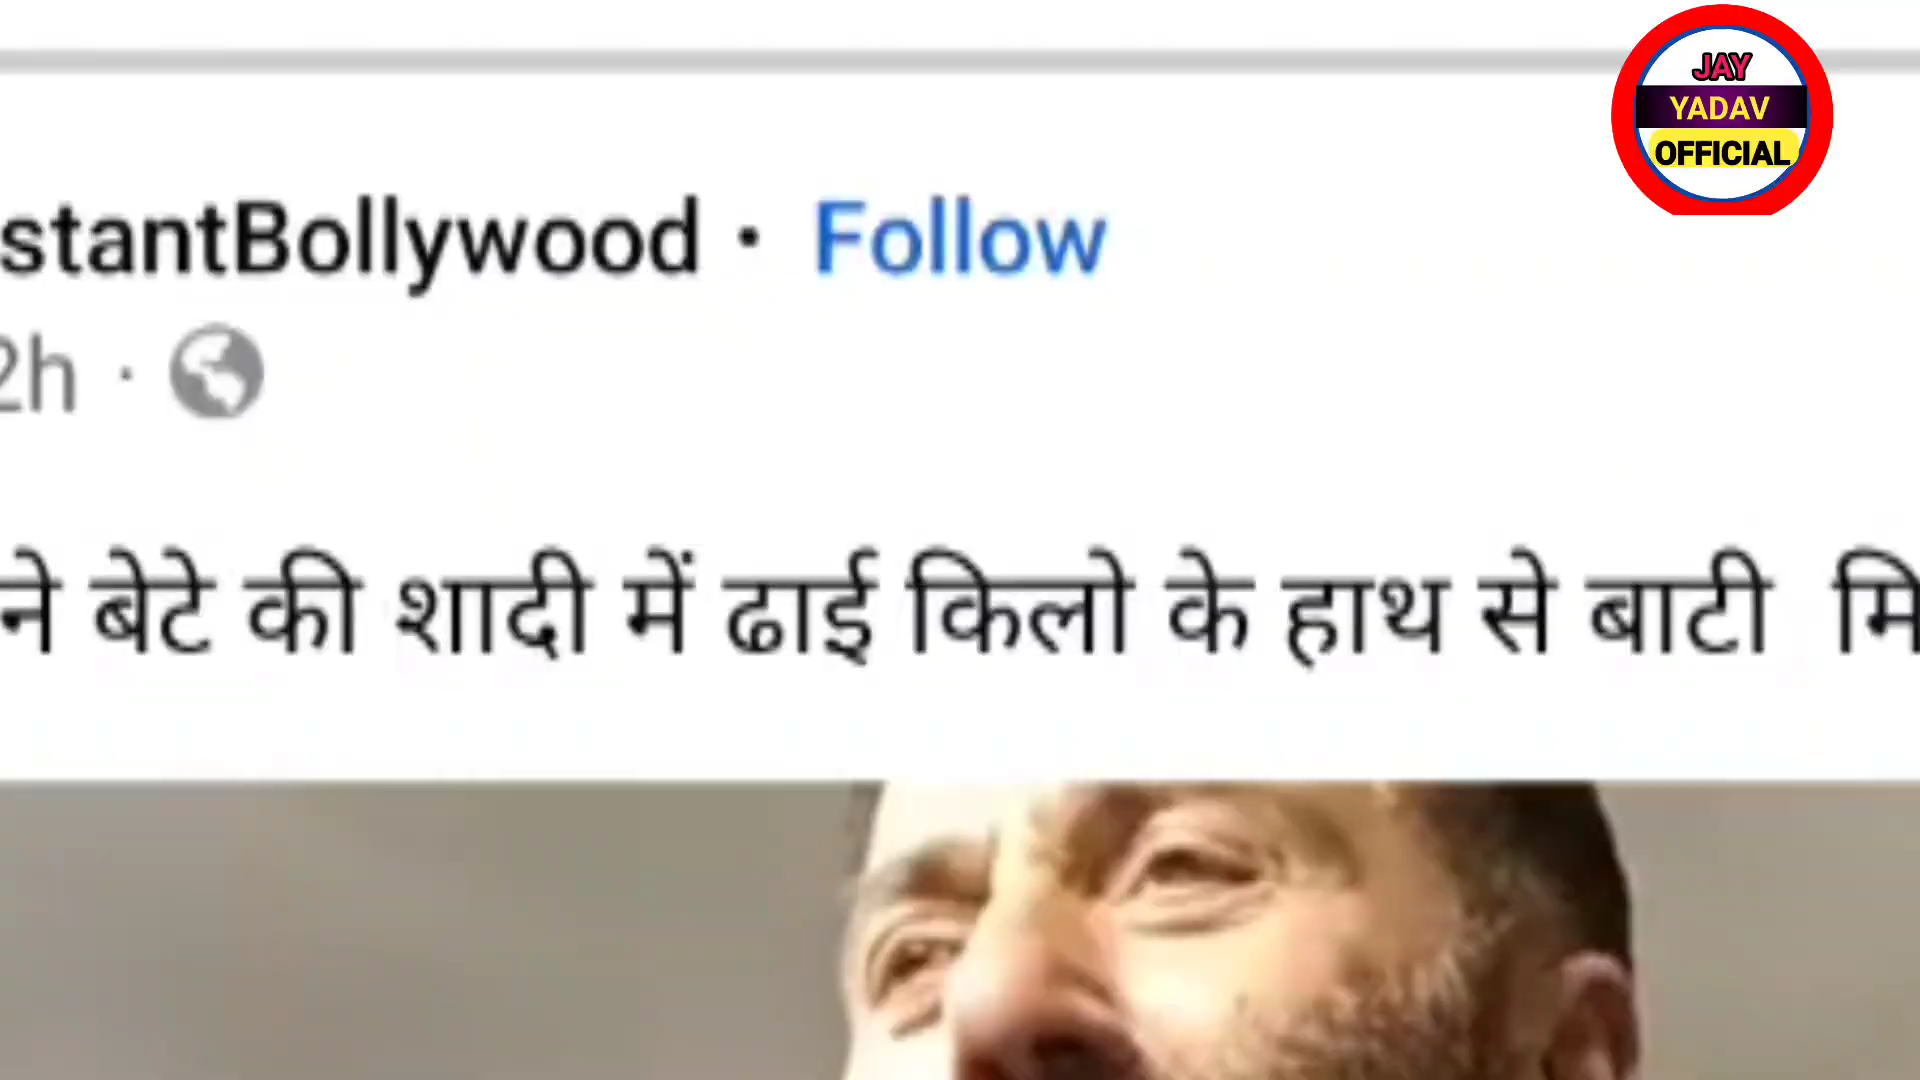 JAY
YADAV
OFFICIAL
stantBollywood · Follow
2h ·
ने बेटे की शादी में ढाई किलो के हाथ से बाटी मि